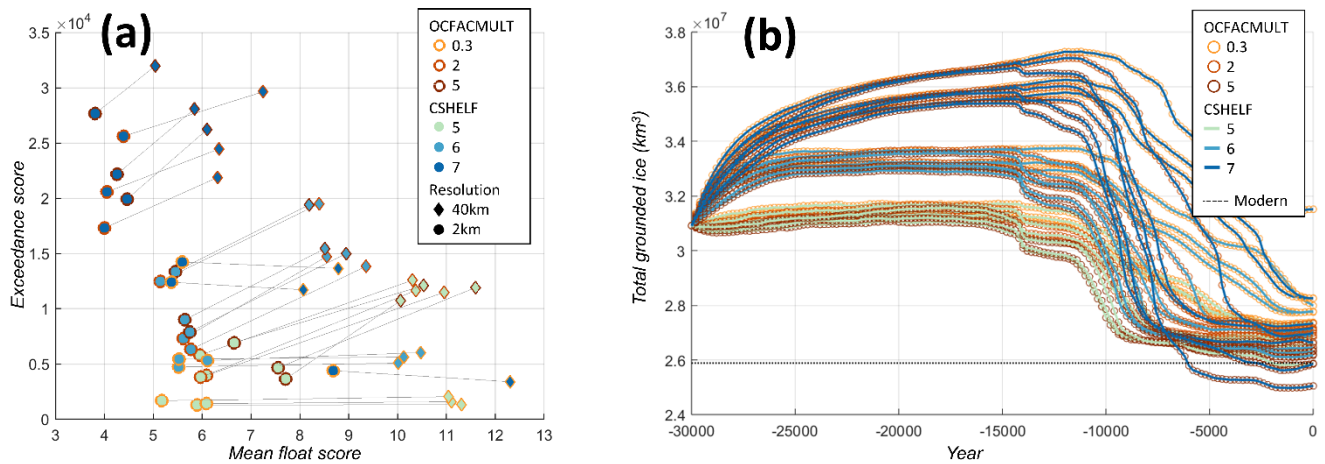 (a)
×10⁴
3.5
3
2.5
2
1.5
1
0.5
0
3 4 5 6 7 8 9 10 11 12 13
Exceedance score
Mean float score
OCFACMULT
0.3
2
5
CSHELF
5
6
7
Resolution
40km
2km
(b)
×10⁷
3.8
3.6
3.4
3.2
3
2.8
2.6
2.4
-30000 -25000 -20000 -15000 -10000 -5000 0
Total grounded ice (km³)
Year
OCFACMULT
0.3
2
5
CSHELF
5
6
7
Modern